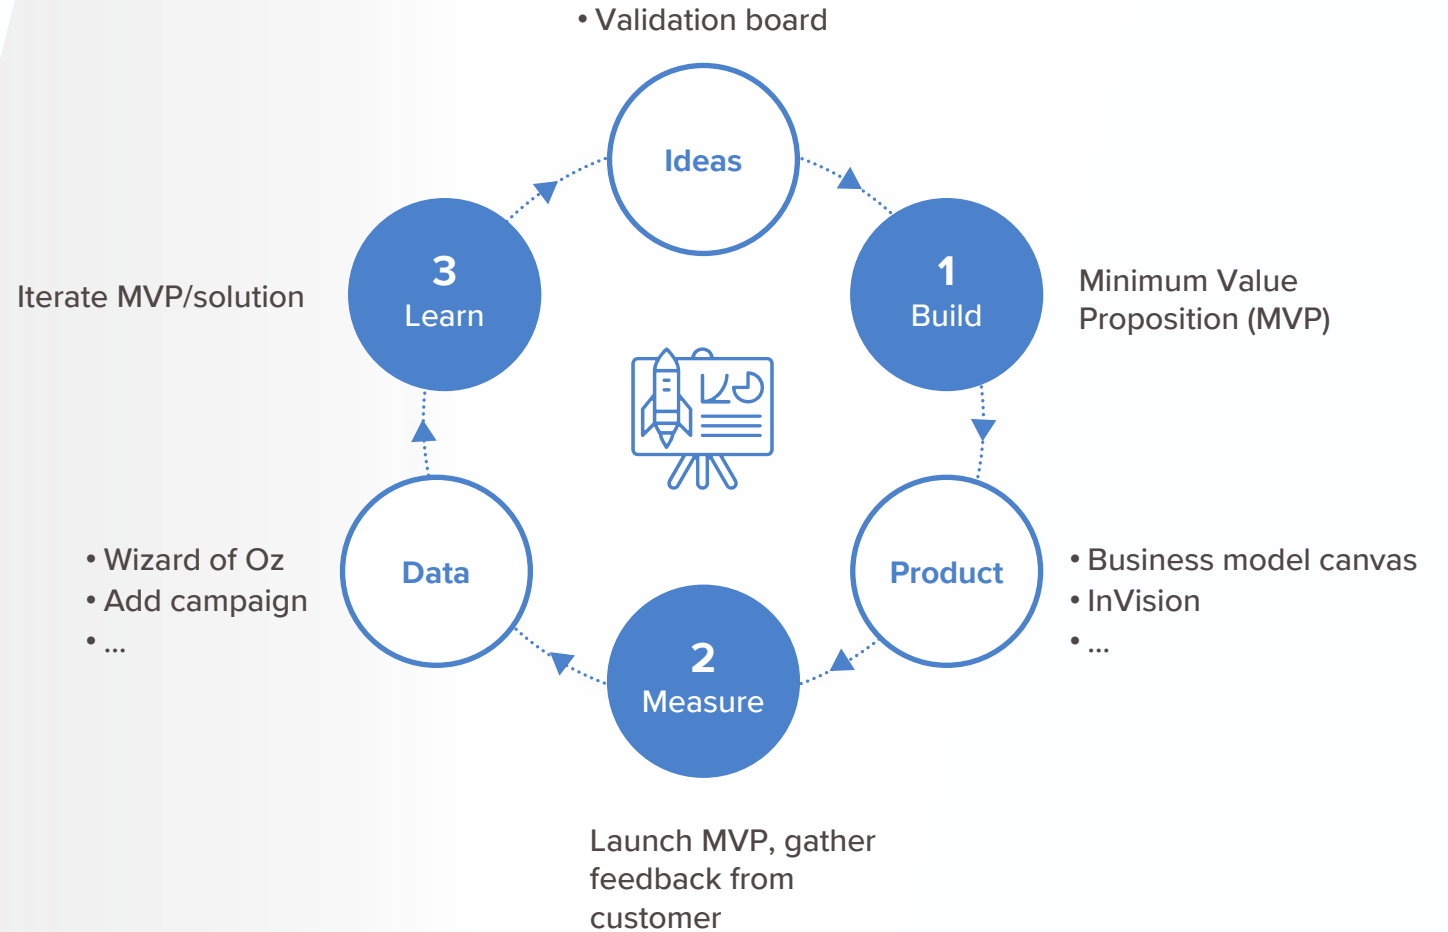 • Validation board
Ideas
1
Build
Minimum Value
Proposition (MVP)
Product
• Business model canvas
• InVision
• ...
2
Measure
Launch MVP, gather
feedback from
customer
Data
• Wizard of Oz
• Add campaign
• ...
3
Learn
Iterate MVP/solution